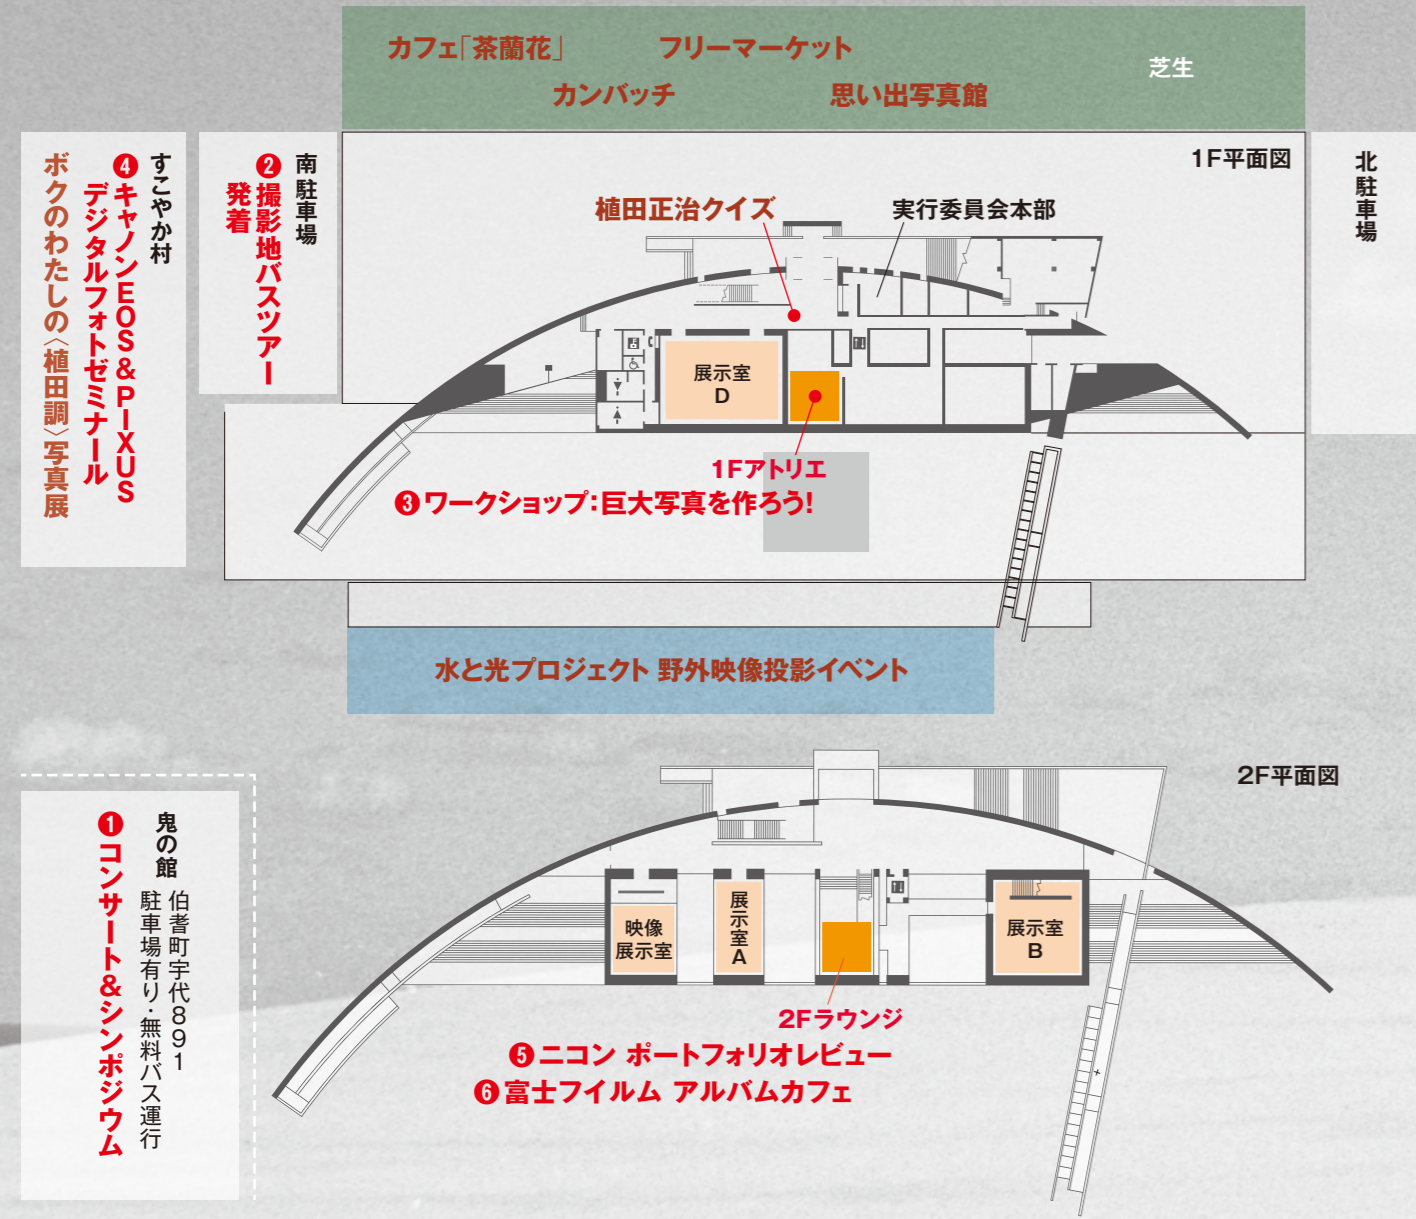 カフェ「茶蘭花」
フリーマーケット
芝生
カンバッチ
思い出写真館
すこやか村
❹キャノンEOS&PIXUS
デジタルフォトゼミナール
ボクのわたしの〈植田調〉写真展
南駐車場
❷撮影地バスツアー
発着
1F平面図
北駐車場
植田正治クイズ
実行委員会本部
展示室
D
1Fアトリエ
❸ワークショップ:巨大写真を作ろう!
水と光プロジェクト 野外映像投影イベント
2F平面図
鬼の館
伯耆町宇代891
駐車場有り・無料バス運行
❶コンサート&シンポジウム
映像
展示室
展示室A
展示室
B
2Fラウンジ
❺ニコン ポートフォリオレビュー
❻富士フイルム アルバムカフェ